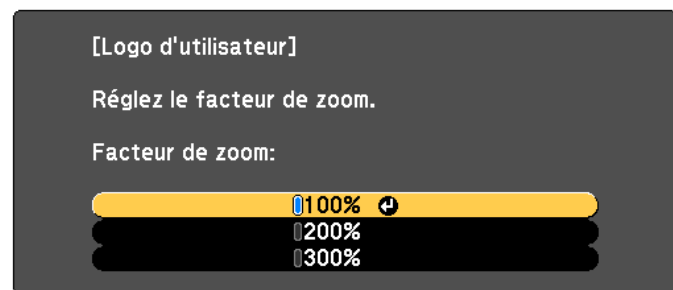 [Logo d'utilisateur]
Réglez le facteur de zoom.
Facteur de zoom:
100%
200%
300%